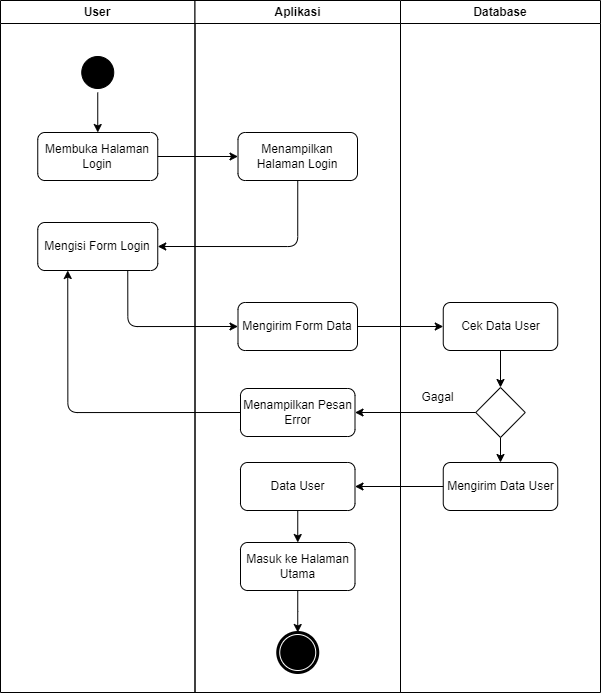 User
Aplikasi
Database
Membuka Halaman
Login
Menampilkan
Halaman Login
Mengisi Form Login
Mengirim Form Data
Cek Data User
Gagal
Menampilkan Pesan
Error
Data User
Mengirim Data User
Masuk ke Halaman
Utama